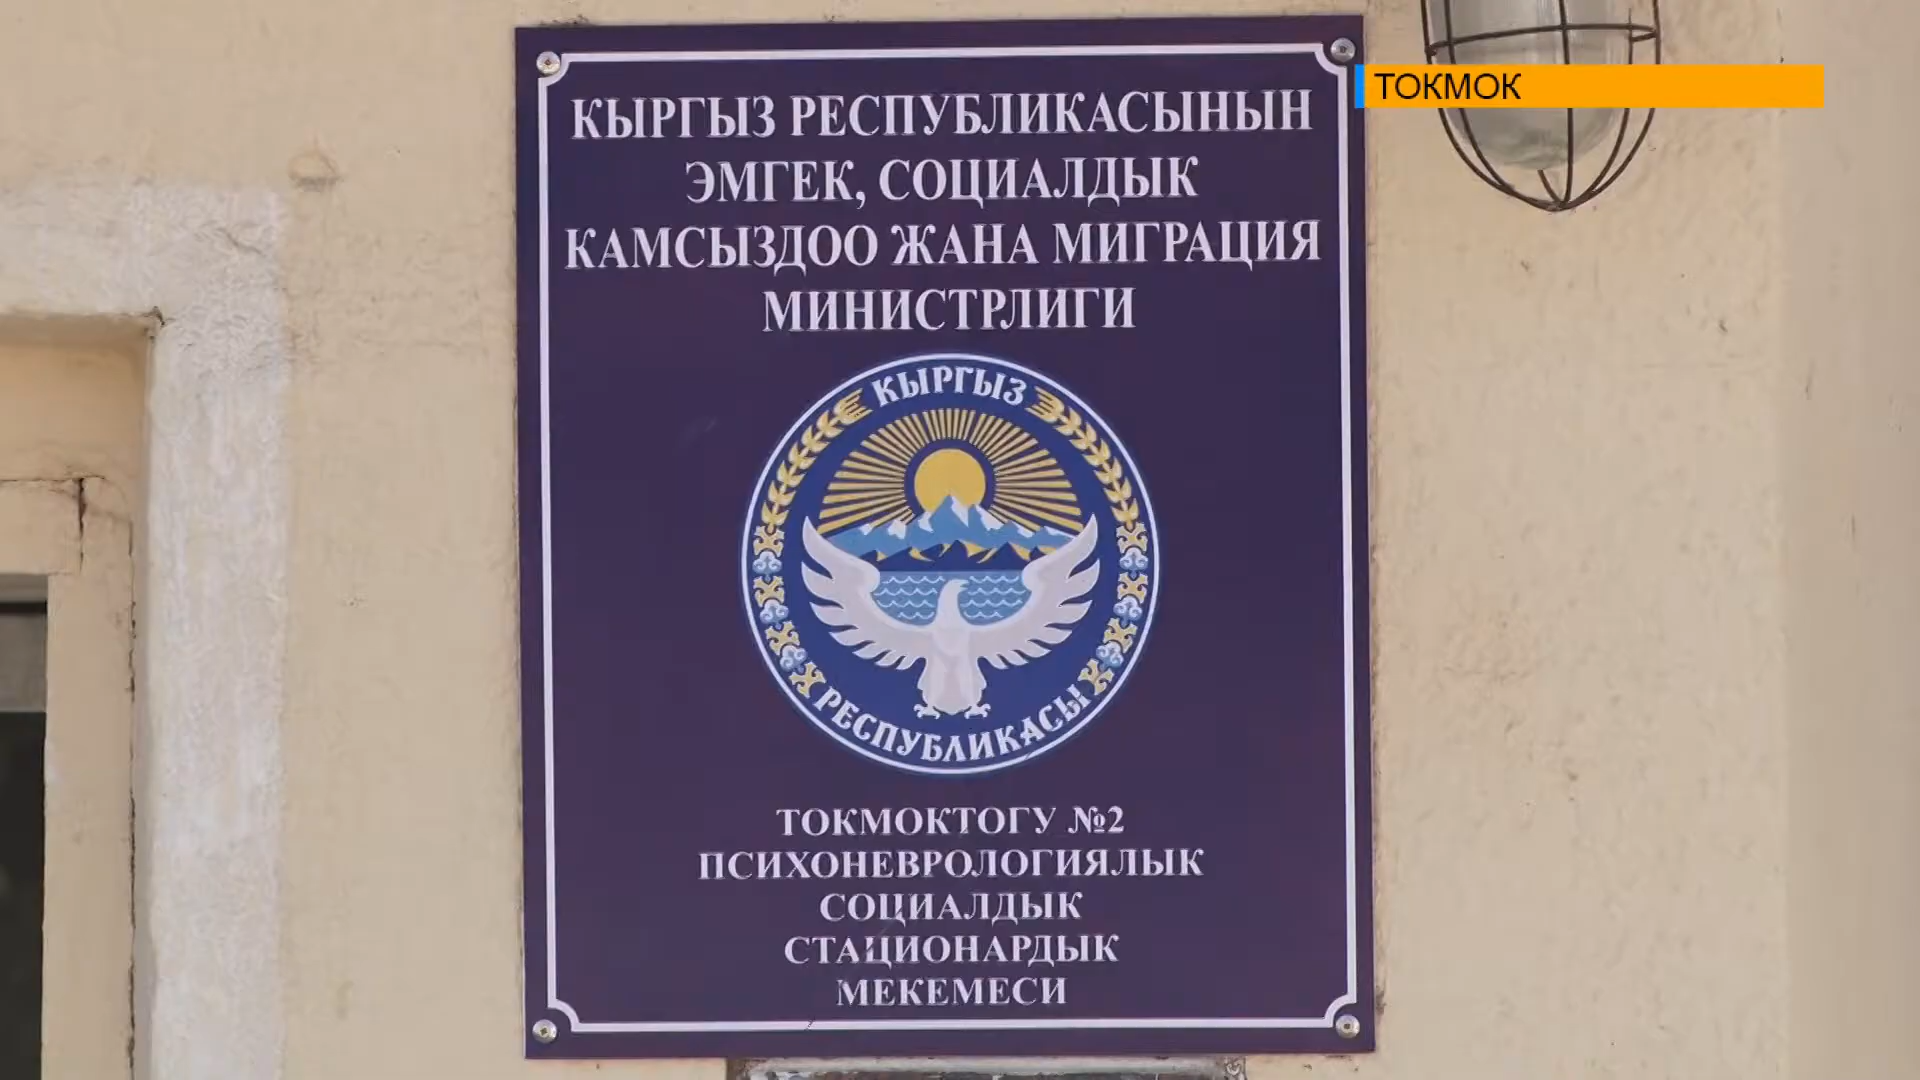 ТОКМОК
КЫРГЫЗ РЕСПУБЛИКАСЫНЫН
ЭМГЕК, СОЦИАЛДЫК
КАМСЫЗДОО ЖАНА МИГРАЦИЯ
МИНИСТРЛИГИ
КЫРГЫЗ
РЕСПУБЛИКАСЫ
ТОКМОКТОГУ №2
ПСИХОНЕВРОЛОГИЯЛЫК
СОЦИАЛДЫК
СТАЦИОНАРДЫК
МЕКЕМЕСИ